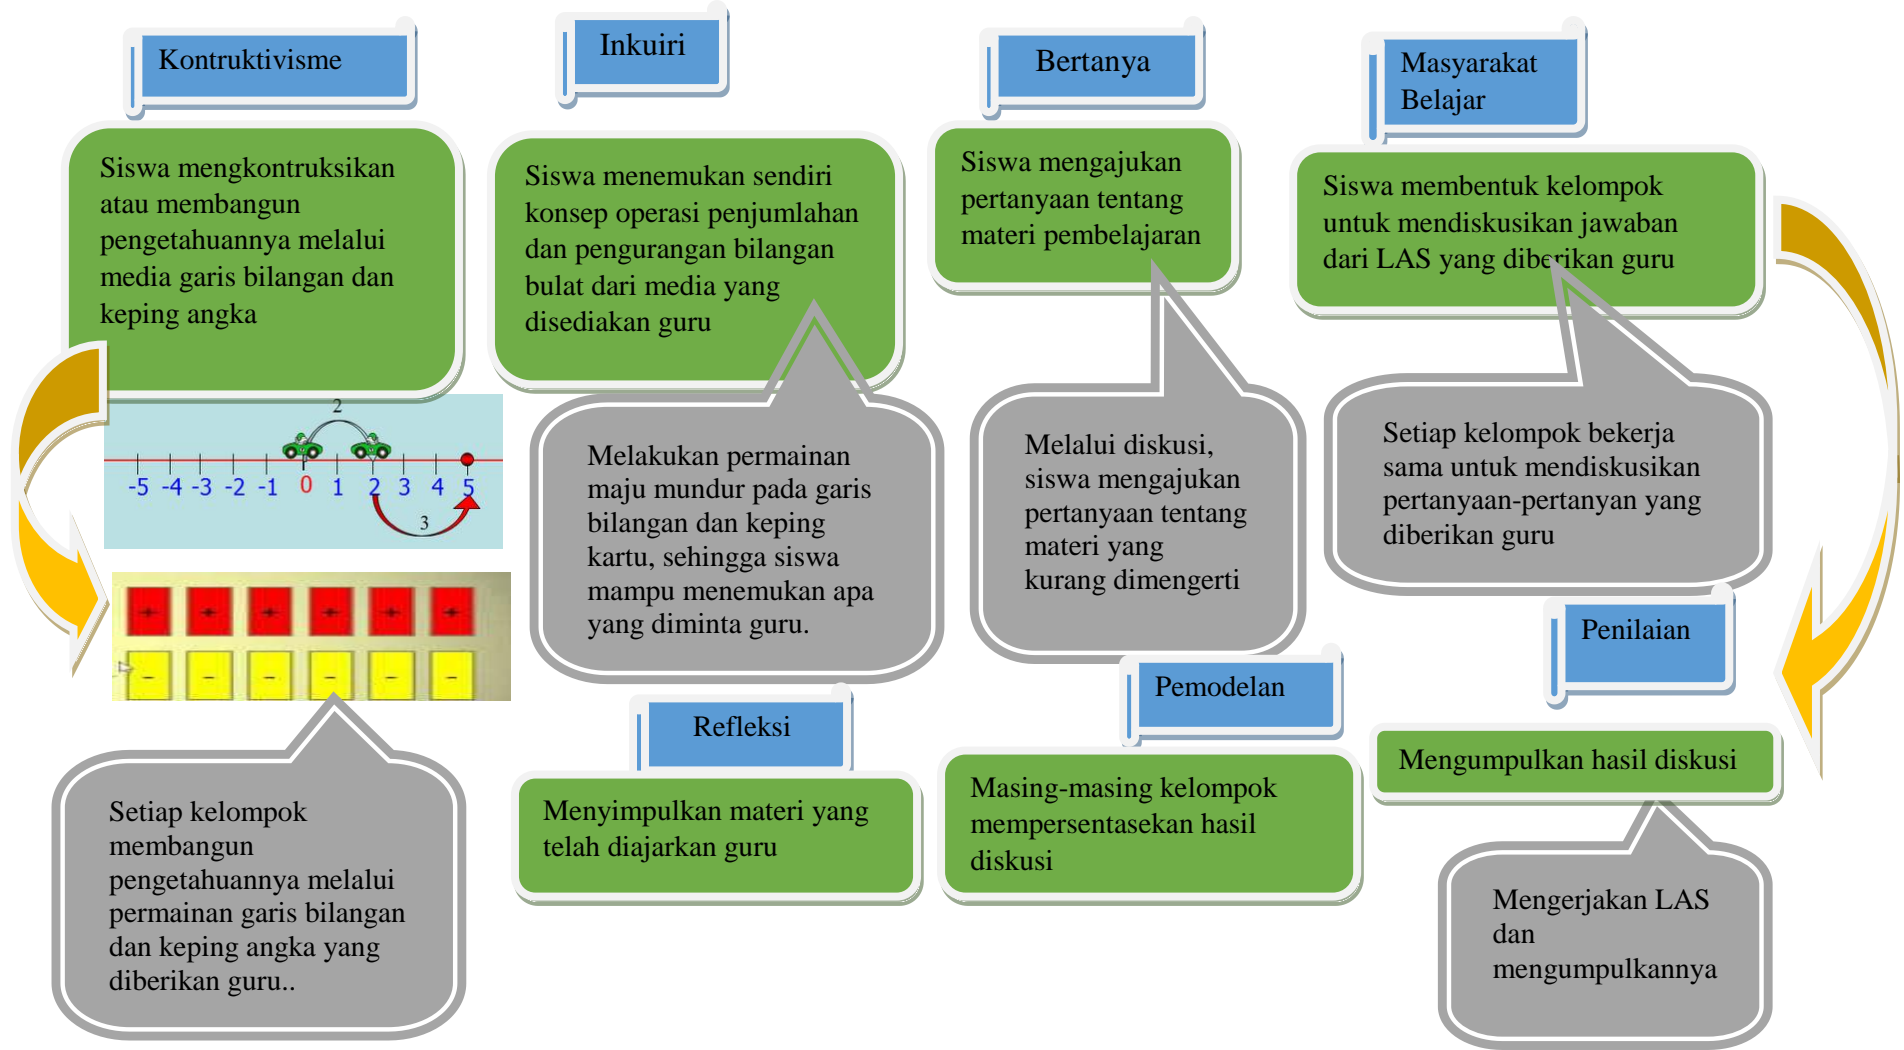 Kontruktivisme
Siswa mengkontruksikan
atau membangun
pengetahuannya melalui
media garis bilangan dan
keping angka
2
-5 -4 -3 -2 -1 0 1 2 3 4 5
3
+ + + + + +
- - - - - -
Setiap kelompok
membangun
pengetahuannya melalui
permainan garis bilangan
dan keping angka yang
diberikan guru..
Inkuiri
Siswa menemukan sendiri
konsep operasi penjumlahan
dan pengurangan bilangan
bulat dari media yang
disediakan guru
Melakukan permainan
maju mundur pada garis
bilangan dan keping
kartu, sehingga siswa
mampu menemukan apa
yang diminta guru.
Bertanya
Siswa mengajukan
pertanyaan tentang
materi pembelajaran
Melalui diskusi,
siswa mengajukan
pertanyaan tentang
materi yang
kurang dimengerti
Masyarakat
Belajar
Siswa membentuk kelompok
untuk mendiskusikan jawaban
dari LAS yang diberikan guru
Setiap kelompok bekerja
sama untuk mendiskusikan
pertanyaan-pertanyan yang
diberikan guru
Refleksi
Menyimpulkan materi yang
telah diajarkan guru
Pemodelan
Masing-masing kelompok
mempersentasekan hasil
diskusi
Penilaian
Mengumpulkan hasil diskusi
Mengerjakan LAS
dan
mengumpulkannya